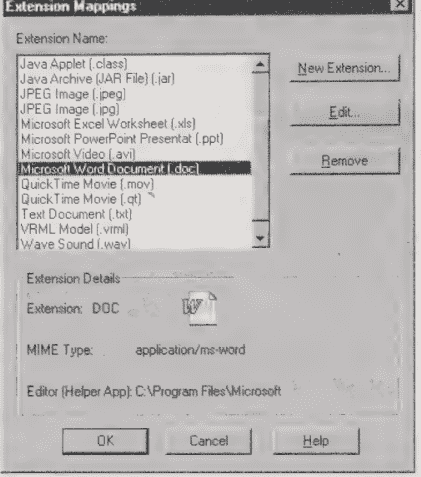 Extension Mappings
Extension Name:
Java Applet (.class)
Java Archive (JAR File) (.jar)
JPEG Image (.jpeg)
JPEG Image (.jpg)
Microsoft Excel Worksheet (.xls)
Microsoft PowerPoint Presentat (.ppt)
Microsoft Video (.avi)
Microsoft Word Document (.doc)
QuickTime Movie (.mov)
QuickTime Movie (.qt)
Text Document (.txt)
VRML Model (.vrml)
Wave Sound (.wav)
New Extension...
Edit...
Remove
Extension Details
Extension: DOC
MIME Type: application/ms-word
Editor (Helper App): C:\Program Files\Microsoft
OK Cancel Help